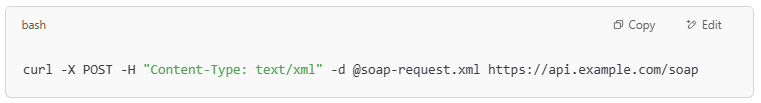 bash Copy Edit
curl -X POST -H "Content-Type: text/xml" -d @soap-request.xml https://api.example.com/soap